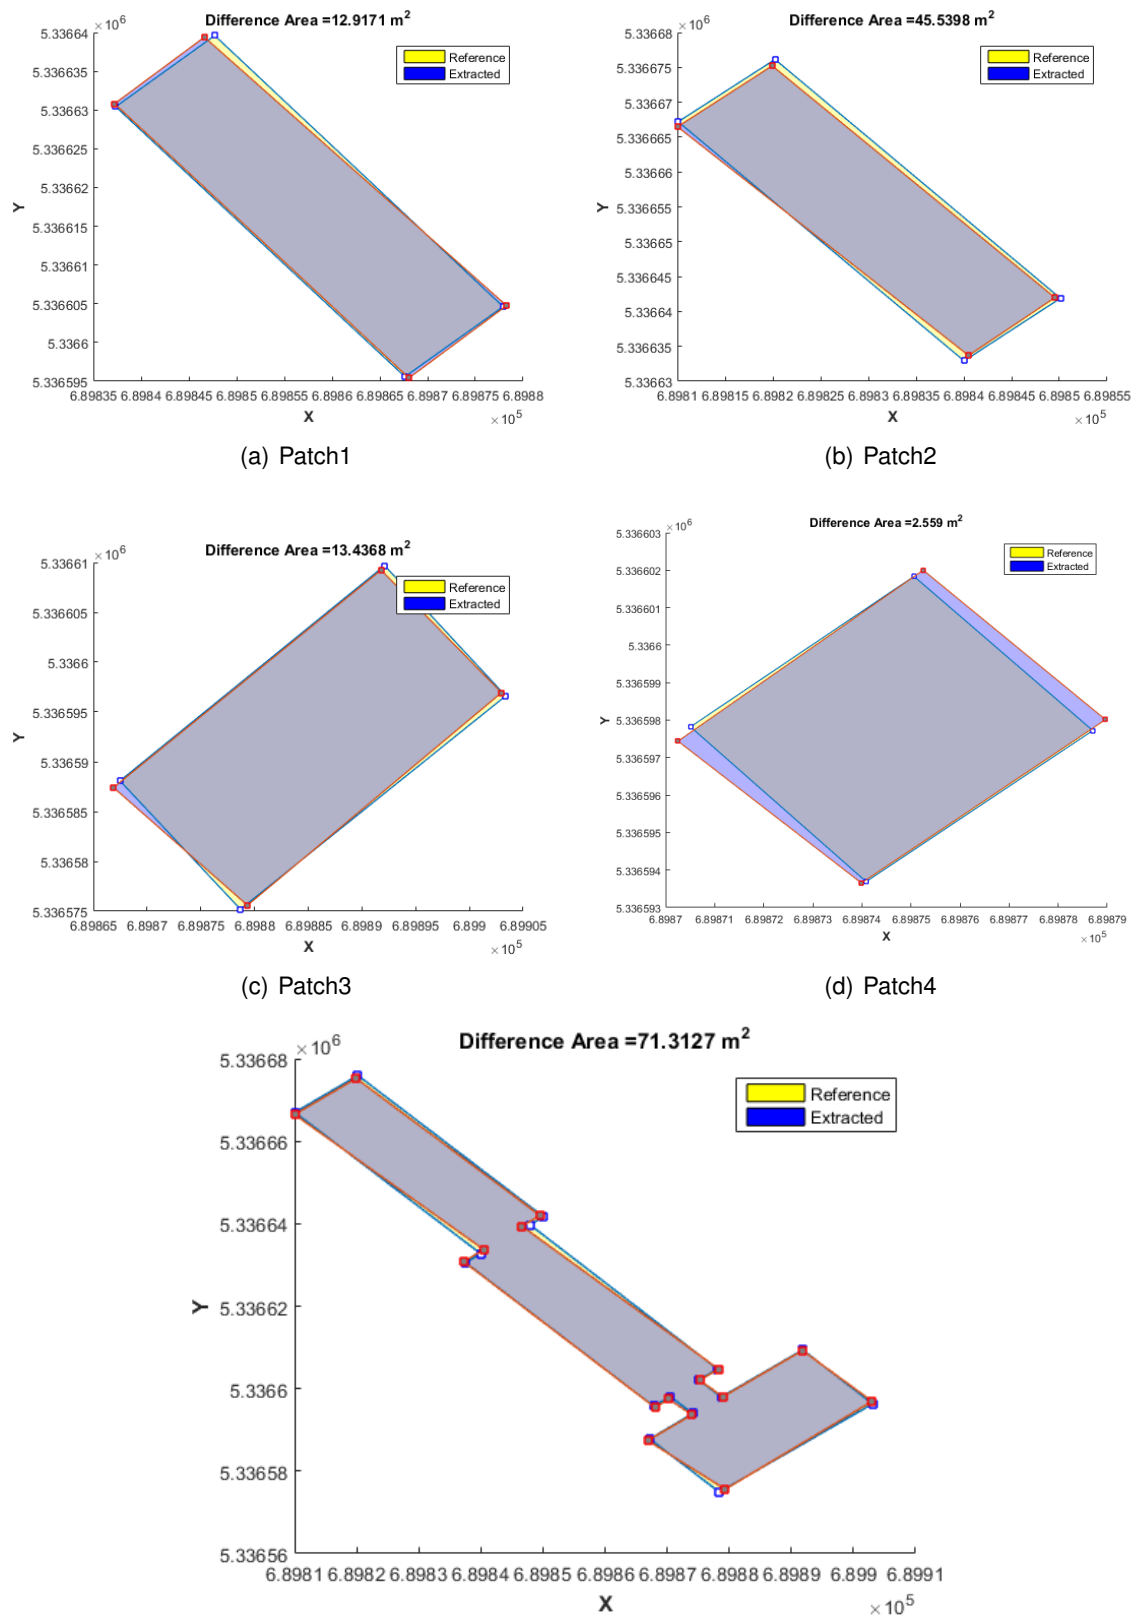 Difference Area =12.9171 m²
×10⁶
5.33664
5.336635
5.33663
5.336625
5.33662
5.336615
5.33661
5.336605
5.3366
5.336595
Y
Reference
Extracted
6.89835 6.8984 6.89845 6.8985 6.89855 6.8986 6.89865 6.8987 6.89875 6.8988
X
×10⁵
(a) Patch1
Difference Area =45.5398 m²
×10⁶
5.33668
5.336675
5.33667
5.336665
5.33666
5.336655
5.33665
5.336645
5.33664
5.336635
5.33663
Y
Reference
Extracted
6.8981 6.89815 6.8982 6.89825 6.8983 6.89835 6.8984 6.89845 6.8985 6.89855
X
×10⁵
(b) Patch2
Difference Area =13.4368 m²
×10⁶
5.33661
5.336605
5.3366
5.336595
5.33659
5.336585
5.33658
5.336575
Y
Reference
Extracted
6.89865 6.8987 6.89875 6.8988 6.89885 6.8989 6.89895 6.899 6.89905
X
×10⁵
(c) Patch3
Difference Area =2.559 m²
×10⁶
5.336603
5.336602
5.336601
5.3366
5.336599
5.336598
5.336597
5.336596
5.336595
5.336594
5.336593
Y
Reference
Extracted
6.8987 6.89871 6.89872 6.89873 6.89874 6.89875 6.89876 6.89877 6.89878 6.89879
X
×10⁵
(d) Patch4
Difference Area =71.3127 m²
×10⁶
5.33668
5.33666
5.33664
5.33662
5.3366
5.33658
5.33656
Y
Reference
Extracted
6.8981 6.8982 6.8983 6.8984 6.8985 6.8986 6.8987 6.8988 6.8989 6.899 6.8991
X
×10⁵